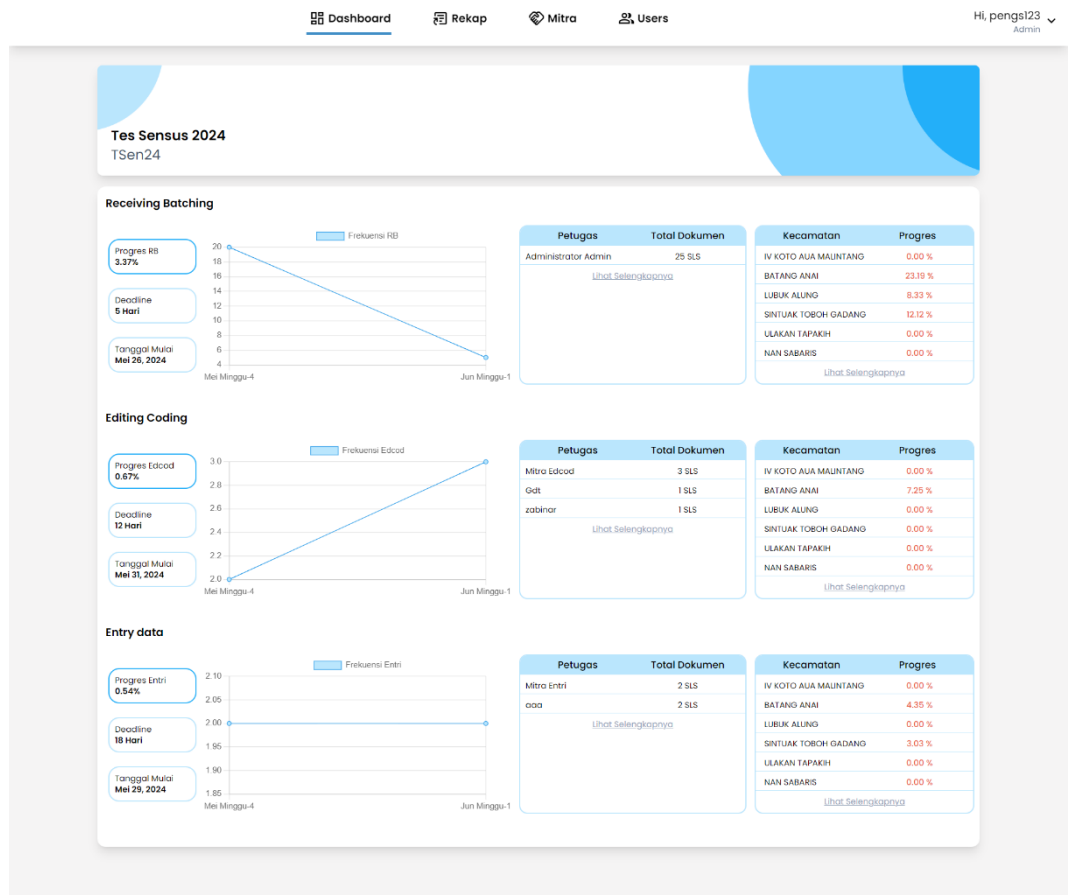 Dashboard Rekap Mitra Users Hi, pengs123
Admin
Tes Sensus 2024
TSen24
Receiving Batching
Progres RB
3.37%
Deadline
5 Hari
Tanggal Mulai
Mei 26, 2024
Frekuensi RB
20
18
16
14
12
10
8
6
4
Mei Minggu-4 Jun Minggu-1
Petugas Total Dokumen
Administrator Admin 25 SLS
Lihat Selengkapnya
Kecamatan Progres
IV KOTO AUA MALINTANG 0.00 %
BATANG ANAI 23.19 %
LUBUK ALUNG 8.33 %
SINTUAK TOBOH GADANG 12.12 %
ULAKAN TAPAKIH 0.00 %
NAN SABARIS 0.00 %
Lihat Selengkapnya
Editing Coding
Progres Edcod
0.67%
Deadline
12 Hari
Tanggal Mulai
Mei 31, 2024
Frekuensi Edcod
3.0
2.8
2.6
2.4
2.2
2.0
Mei Minggu-4 Jun Minggu-1
Petugas Total Dokumen
Mitra Edcod 3 SLS
Gdt 1 SLS
zabinar 1 SLS
Lihat Selengkapnya
Kecamatan Progres
IV KOTO AUA MALINTANG 0.00 %
BATANG ANAI 7.25 %
LUBUK ALUNG 0.00 %
SINTUAK TOBOH GADANG 0.00 %
ULAKAN TAPAKIH 0.00 %
NAN SABARIS 0.00 %
Lihat Selengkapnya
Entry data
Progres Entri
0.54%
Deadline
18 Hari
Tanggal Mulai
Mei 29, 2024
Frekuensi Entri
2.10
2.05
2.00
1.95
1.90
1.85
Mei Minggu-4 Jun Minggu-1
Petugas Total Dokumen
Mitra Entri 2 SLS
aaa 2 SLS
Lihat Selengkapnya
Kecamatan Progres
IV KOTO AUA MALINTANG 0.00 %
BATANG ANAI 4.35 %
LUBUK ALUNG 0.00 %
SINTUAK TOBOH GADANG 3.03 %
ULAKAN TAPAKIH 0.00 %
NAN SABARIS 0.00 %
Lihat Selengkapnya